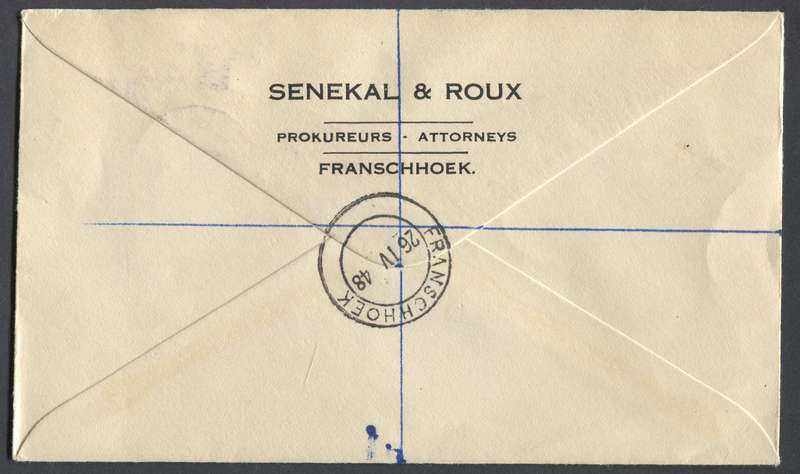 SENEKAL & ROUX
PROKUREURS · ATTORNEYS
FRANSCHHOEK.
FRANSCHHOEK
26 IV 48